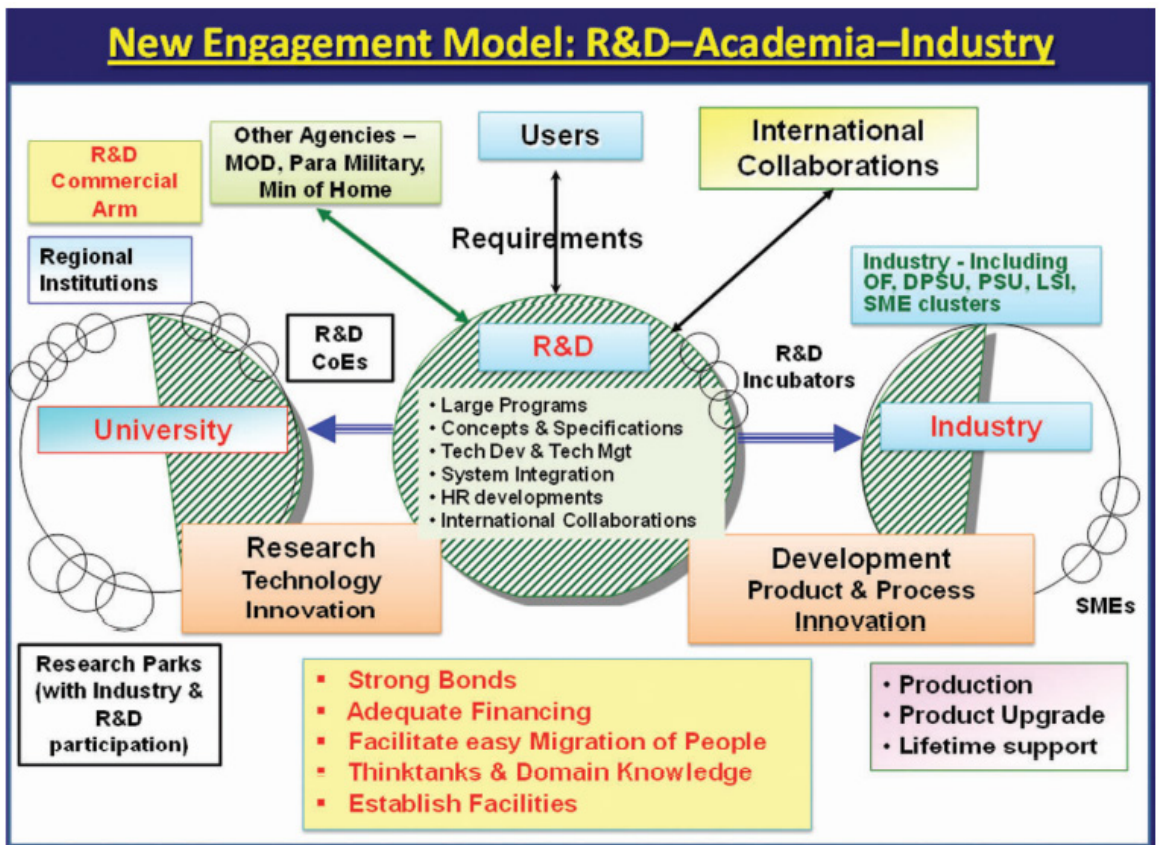 New Engagement Model: R&D–Academia–Industry
R&D
Commercial
Arm
Other Agencies –
MOD, Para Military,
Min of Home
Users
International
Collaborations
Requirements
Regional
Institutions
Industry - Including
OF, DPSU, PSU, LSI,
SME clusters
R&D
CoEs
R&D
R&D
Incubators
University
• Large Programs
• Concepts & Specifications
• Tech Dev & Tech Mgt
• System Integration
• HR developments
• International Collaborations
Industry
Research
Technology
Innovation
Development
Product & Process
Innovation
SMEs
Research Parks
(with Industry &
R&D
participation)
▪ Strong Bonds
▪ Adequate Financing
▪ Facilitate easy Migration of People
▪ Thinktanks & Domain Knowledge
▪ Establish Facilities
• Production
• Product Upgrade
• Lifetime support